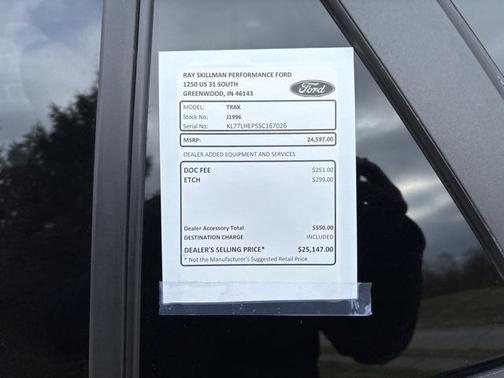 RAY SKILLMAN PERFORMANCE FORD
1250 US 31 SOUTH
GREENWOOD, IN 46143
Ford
MODEL: TRAX
Stock No: J1996
Serial No: KL77LHEP5SC167026
MSRP: 24,597.00
DEALER ADDED EQUIPMENT AND SERVICES
DOC FEE $251.00
ETCH $299.00
Dealer Accessory Total $550.00
DESTINATION CHARGE INCLUDED
DEALER'S SELLING PRICE* $25,147.00
* Not the Manufacturer's Suggested Retail Price